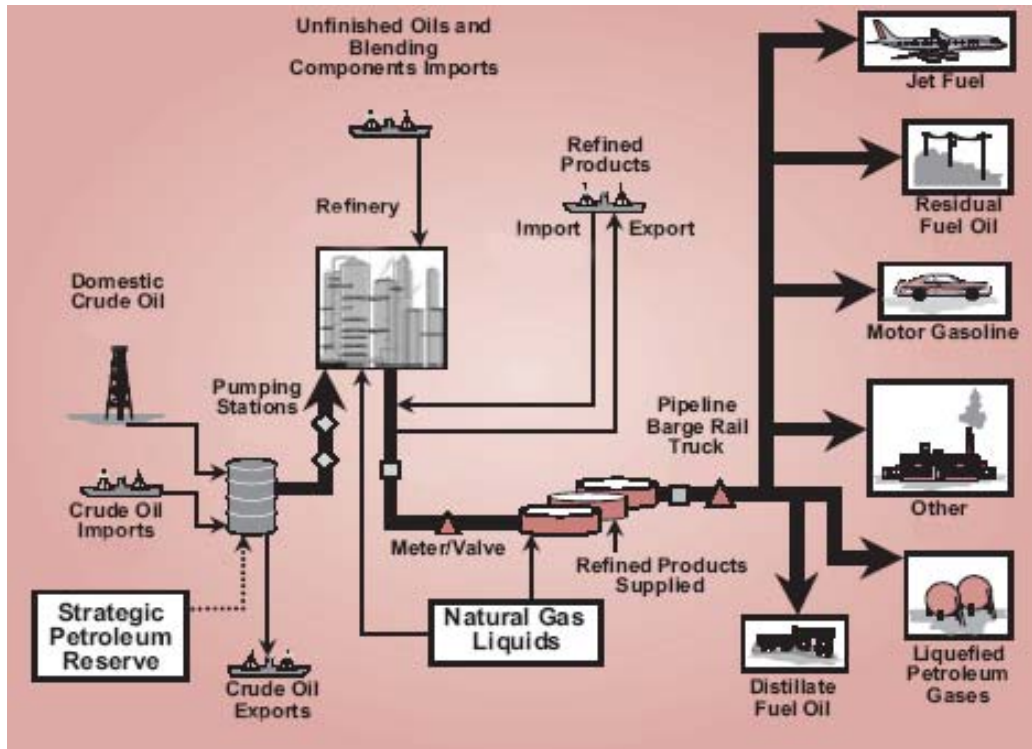 Unfinished Oils and
Blending
Components Imports
Jet Fuel
Refined
Products
Import
Export
Refinery
Residual
Fuel Oil
Domestic
Crude Oil
Motor Gasoline
Pumping
Stations
Pipeline
Barge Rail
Truck
Crude Oil
Imports
Other
Meter/Valve
Refined Products
Supplied
Strategic
Petroleum
Reserve
Natural Gas
Liquids
Crude Oil
Exports
Distillate
Fuel Oil
Liquefied
Petroleum
Gases